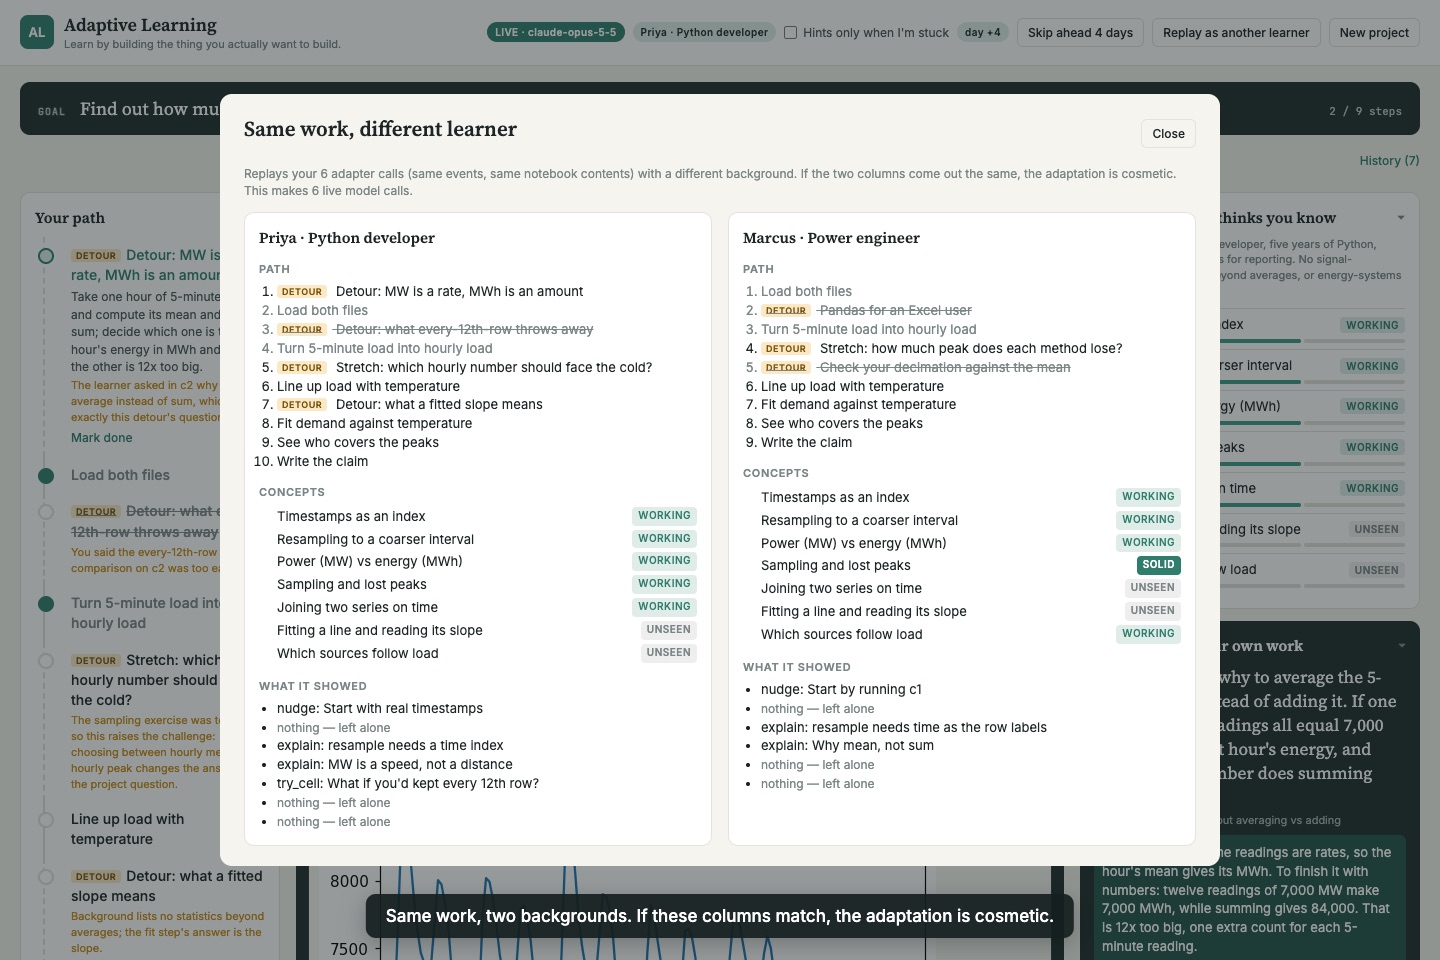 AL
Adaptive Learning
Learn by building the thing you actually want to build.
LIVE · claude-opus-5-5
Priya · Python developer
Hints only when I'm stuck
day +4
Skip ahead 4 days
Replay as another learner
New project
GOAL
Find out how mu
2 / 9 steps
History (7)
Your path
DETOUR Detour: MW is
rate, MWh is an amoun
Take one hour of 5-minute
and compute its mean and
sum; decide which one is t
hour's energy in MWh and
the other is 12x too big.
The learner asked in c2 why
average instead of sum, whic
exactly this detour's question
Mark done
Load both files
DETOUR Detour: what e
12th-row throws away
You said the every-12th-row
comparison on c2 was too ea
Turn 5-minute load int
hourly load
DETOUR Stretch: which
hourly number should
the cold?
The sampling exercise was t
so this raises the challenge:
choosing between hourly me
hourly peak changes the ans
the project question.
Line up load with
temperature
DETOUR Detour: what a fitted
slope means
Background lists no statistics beyond
averages; the fit step's answer is the
slope.
Same work, different learner
Close
Replays your 6 adapter calls (same events, same notebook contents) with a different background. If the two columns come out the same, the adaptation is cosmetic.
This makes 6 live model calls.
Priya · Python developer
PATH
1. DETOUR Detour: MW is a rate, MWh is an amount
2. Load both files
3. DETOUR Detour: what every-12th-row throws away
4. Turn 5-minute load into hourly load
5. DETOUR Stretch: which hourly number should face the cold?
6. Line up load with temperature
7. DETOUR Detour: what a fitted slope means
8. Fit demand against temperature
9. See who covers the peaks
10. Write the claim
CONCEPTS
Timestamps as an index WORKING
Resampling to a coarser interval WORKING
Power (MW) vs energy (MWh) WORKING
Sampling and lost peaks WORKING
Joining two series on time WORKING
Fitting a line and reading its slope UNSEEN
Which sources follow load UNSEEN
WHAT IT SHOWED
• nudge: Start with real timestamps
• nothing — left alone
• explain: resample needs a time index
• explain: MW is a speed, not a distance
• try_cell: What if you'd kept every 12th row?
• nothing — left alone
• nothing — left alone
Marcus · Power engineer
PATH
1. Load both files
2. DETOUR Pandas for an Excel user
3. Turn 5-minute load into hourly load
4. DETOUR Stretch: how much peak does each method lose?
5. DETOUR Check your decimation against the mean
6. Line up load with temperature
7. Fit demand against temperature
8. See who covers the peaks
9. Write the claim
CONCEPTS
Timestamps as an index WORKING
Resampling to a coarser interval WORKING
Power (MW) vs energy (MWh) WORKING
Sampling and lost peaks SOLID
Joining two series on time UNSEEN
Fitting a line and reading its slope UNSEEN
Which sources follow load WORKING
WHAT IT SHOWED
• nudge: Start by running c1
• nothing — left alone
• explain: resample needs time as the row labels
• explain: Why mean, not sum
• nothing — left alone
• nothing — left alone
thinks you know
eveloper, five years of Python,
s for reporting. No signal-
eyond averages, or energy-systems
dex WORKING
rser interval WORKING
gy (MWh) WORKING
eaks WORKING
n time WORKING
ding its slope UNSEEN
w load UNSEEN
r own work
why to average the 5-
tead of adding it. If one
adings all equal 7,000
t hour's energy, and
mber does summing
out averaging vs adding
he readings are rates, so the
hour's mean gives its MWh. To finish it with
numbers: twelve readings of 7,000 MW make
7,000 MWh, while summing gives 84,000. That
is 12x too big, one extra count for each 5-
minute reading.
8000
7500
Same work, two backgrounds. If these columns match, the adaptation is cosmetic.